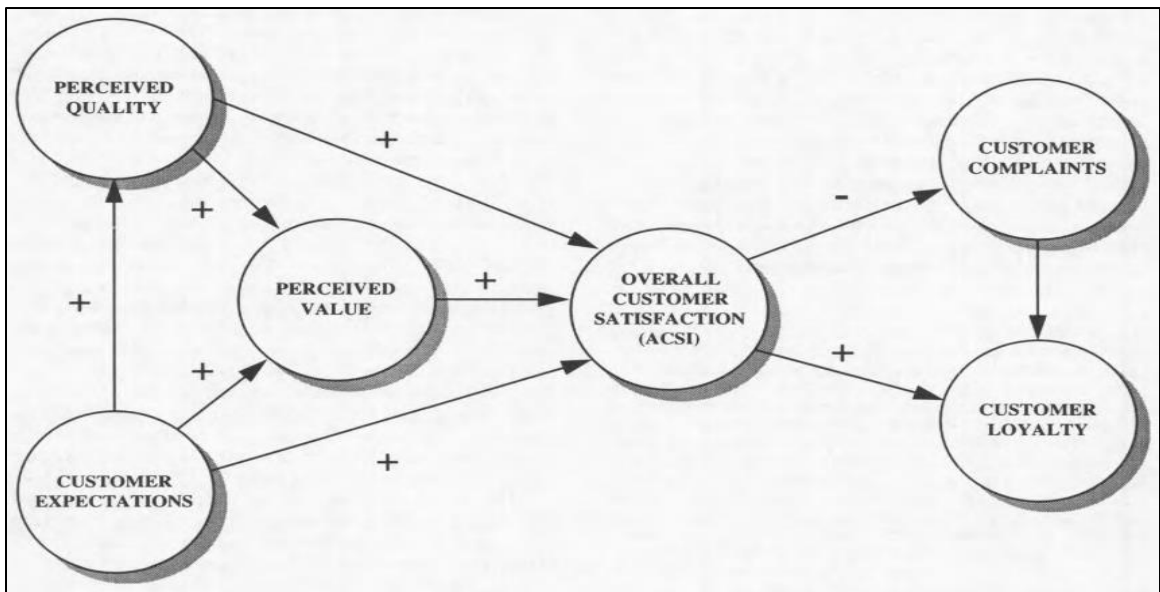 PERCEIVED
QUALITY
+
CUSTOMER
COMPLAINTS
-
+
PERCEIVED
VALUE
+
OVERALL
CUSTOMER
SATISFACTION
(ACSI)
+
+
+
CUSTOMER
LOYALTY
+
CUSTOMER
EXPECTATIONS